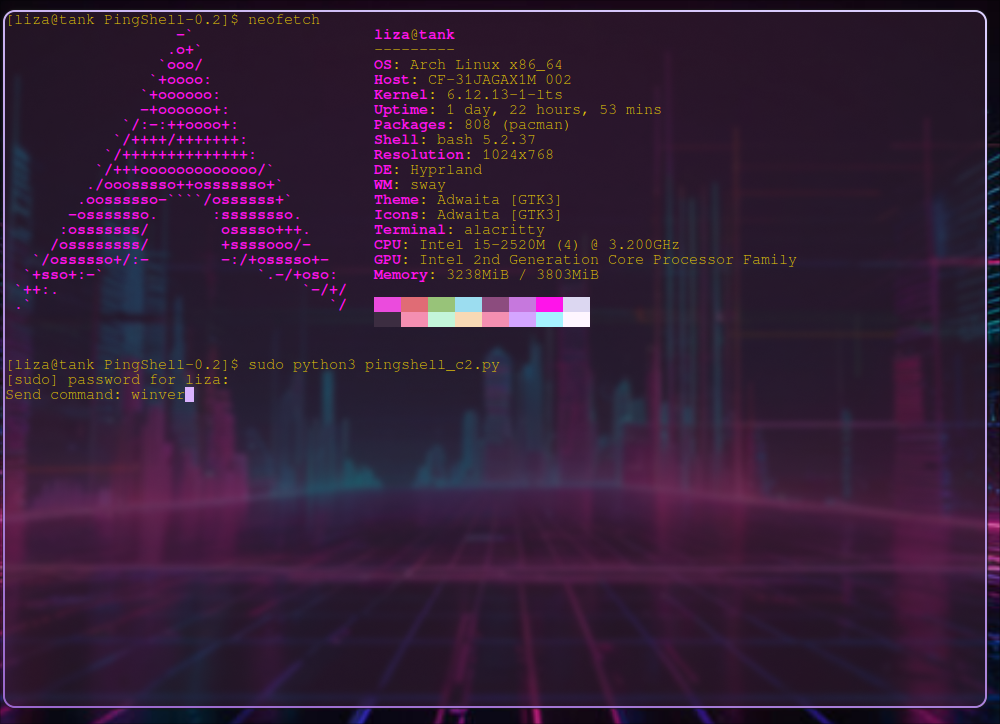 [liza@tank PingShell-0.2]$ neofetch
-`
.o+`
`ooo/
`+oooo:
`+oooooo:
-+oooooo+:
`/:-:++oooo+:
`/++++/+++++++:
`/++++++++++++++:
`/+++ooooooooooooo/`
./ooosssso++osssssso+`
.oossssso-````/ossssss+`
-osssssso. :ssssssso.
:osssssss/ osssso+++.
/ossssssss/ +ssssooo/-
`/ossssso+/:- -:/+osssso+-
`+sso+:-` `.-/+oso:
`++:. `-/+/
.` `/
liza@tank
---------
OS: Arch Linux x86_64
Host: CF-31JAGAX1M 002
Kernel: 6.12.13-1-lts
Uptime: 1 day, 22 hours, 53 mins
Packages: 808 (pacman)
Shell: bash 5.2.37
Resolution: 1024x768
DE: Hyprland
WM: sway
Theme: Adwaita [GTK3]
Icons: Adwaita [GTK3]
Terminal: alacritty
CPU: Intel i5-2520M (4) @ 3.200GHz
GPU: Intel 2nd Generation Core Processor Family
Memory: 3238MiB / 3803MiB
[liza@tank PingShell-0.2]$ sudo python3 pingshell_c2.py
[sudo] password for liza:
Send command: winver